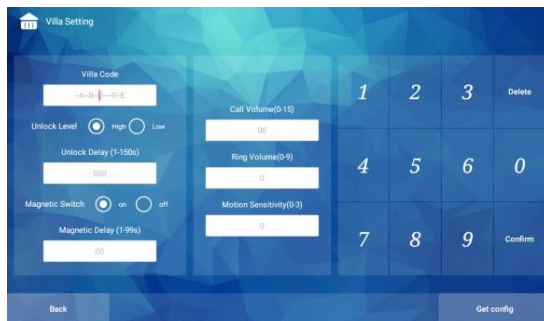 Villa Setting
Villa Code
-A-B-U-R-E
Unlock Level High Low
Unlock Delay (1-150s)
000
Magnetic Switch on off
Magnetic Delay (1-99s)
00
Call Volume(0-15)
00
Ring Volume(0-9)
0
Motion Sensitivity(0-3)
0
1 2 3 Delete
4 5 6 0
7 8 9 Confirm
Back
Get config